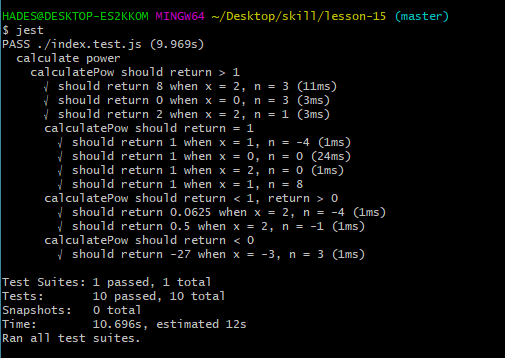 HADES@DESKTOP-ES2KKOM MINGW64 ~/Desktop/skill/lesson-15 (master)
$ jest
PASS ./index.test.js (9.969s)
  calculate power
    calculatePow should return > 1
      √ should return 8 when x = 2, n = 3 (11ms)
      √ should return 0 when x = 0, n = 3 (3ms)
      √ should return 2 when x = 2, n = 1 (3ms)
    calculatePow should return = 1
      √ should return 1 when x = 1, n = -4 (1ms)
      √ should return 1 when x = 0, n = 0 (24ms)
      √ should return 1 when x = 2, n = 0 (1ms)
      √ should return 1 when x = 1, n = 8
    calculatePow should return < 1, return > 0
      √ should return 0.0625 when x = 2, n = -4 (1ms)
      √ should return 0.5 when x = 2, n = -1 (1ms)
    calculatePow should return < 0
      √ should return -27 when x = -3, n = 3 (1ms)

Test Suites: 1 passed, 1 total
Tests:       10 passed, 10 total
Snapshots:   0 total
Time:        10.696s, estimated 12s
Ran all test suites.